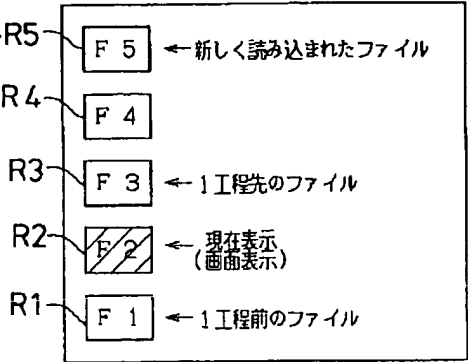 R5 F 5 ←新しく読み込まれたファイル
R4 F 4
R3 F 3 ←1工程先のファイル
R2 F 2 ←現在表示
(画面表示)
R1 F 1 ←1工程前のファイル